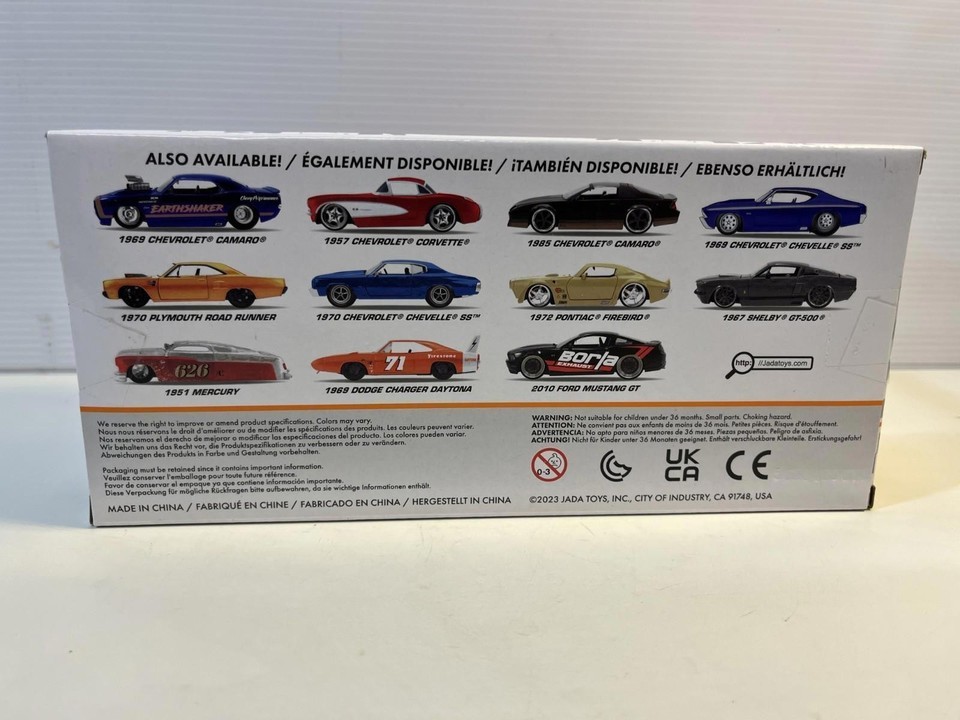 ALSO AVAILABLE! / ÉGALEMENT DISPONIBLE! / ¡TAMBIÉN DISPONIBLE! / EBENSO ERHÄLTLICH!
EARTHSHAKER
1969 CHEVROLET® CAMARO®
1957 CHEVROLET® CORVETTE®
1985 CHEVROLET® CAMARO®
1969 CHEVROLET® CHEVELLE® SS™
1970 PLYMOUTH ROAD RUNNER
1970 CHEVROLET® CHEVELLE® SS™
1972 PONTIAC® FIREBIRD®
1967 SHELBY® GT-500®
626
71
Firestone
Borla
EXHAUST
http: //Jadatoys.com
1951 MERCURY
1969 DODGE CHARGER DAYTONA
2010 FORD MUSTANG GT
We reserve the right to improve or amend product specifications. Colors may vary.
Nous nous réservons le droit d'améliorer ou de modifier les spécifications des produits. Les couleurs peuvent varier.
Nos reservamos el derecho de mejorar o modificar las especificaciones del producto. Los colores pueden variar.
Wir behalten uns das Recht vor, die Produktspezifikationen zu verbessern oder zu verändern.
Abweichungen des Produkts in Farbe und Gestaltung vorbehalten.
Packaging must be retained since it contains important information.
Veuillez conserver l'emballage pour toute future référence.
Favor de conservar el empaque ya que contiene información importante.
Diese Verpackung für mögliche Rückfragen bitte aufbewahren, da sie wichtige Informationen enthält.
MADE IN CHINA / FABRIQUÉ EN CHINE / FABRICADO EN CHINA / HERGESTELLT IN CHINA
WARNING: Not suitable for children under 36 months. Small parts. Choking hazard.
ATTENTION: Ne convient pas aux enfants de moins de 36 mois. Petites pièces. Risque d'étouffement.
ADVERTENCIA: No apto para niños menores de 36 meses. Piezas pequeñas. Peligro de asfixia.
ACHTUNG! Nicht für Kinder unter 36 Monaten geeignet. Enthält verschluckbare Kleinteile. Erstickungsgefahr!
0-3
UK
CA
CE
©2023 JADA TOYS, INC., CITY OF INDUSTRY, CA 91748, USA